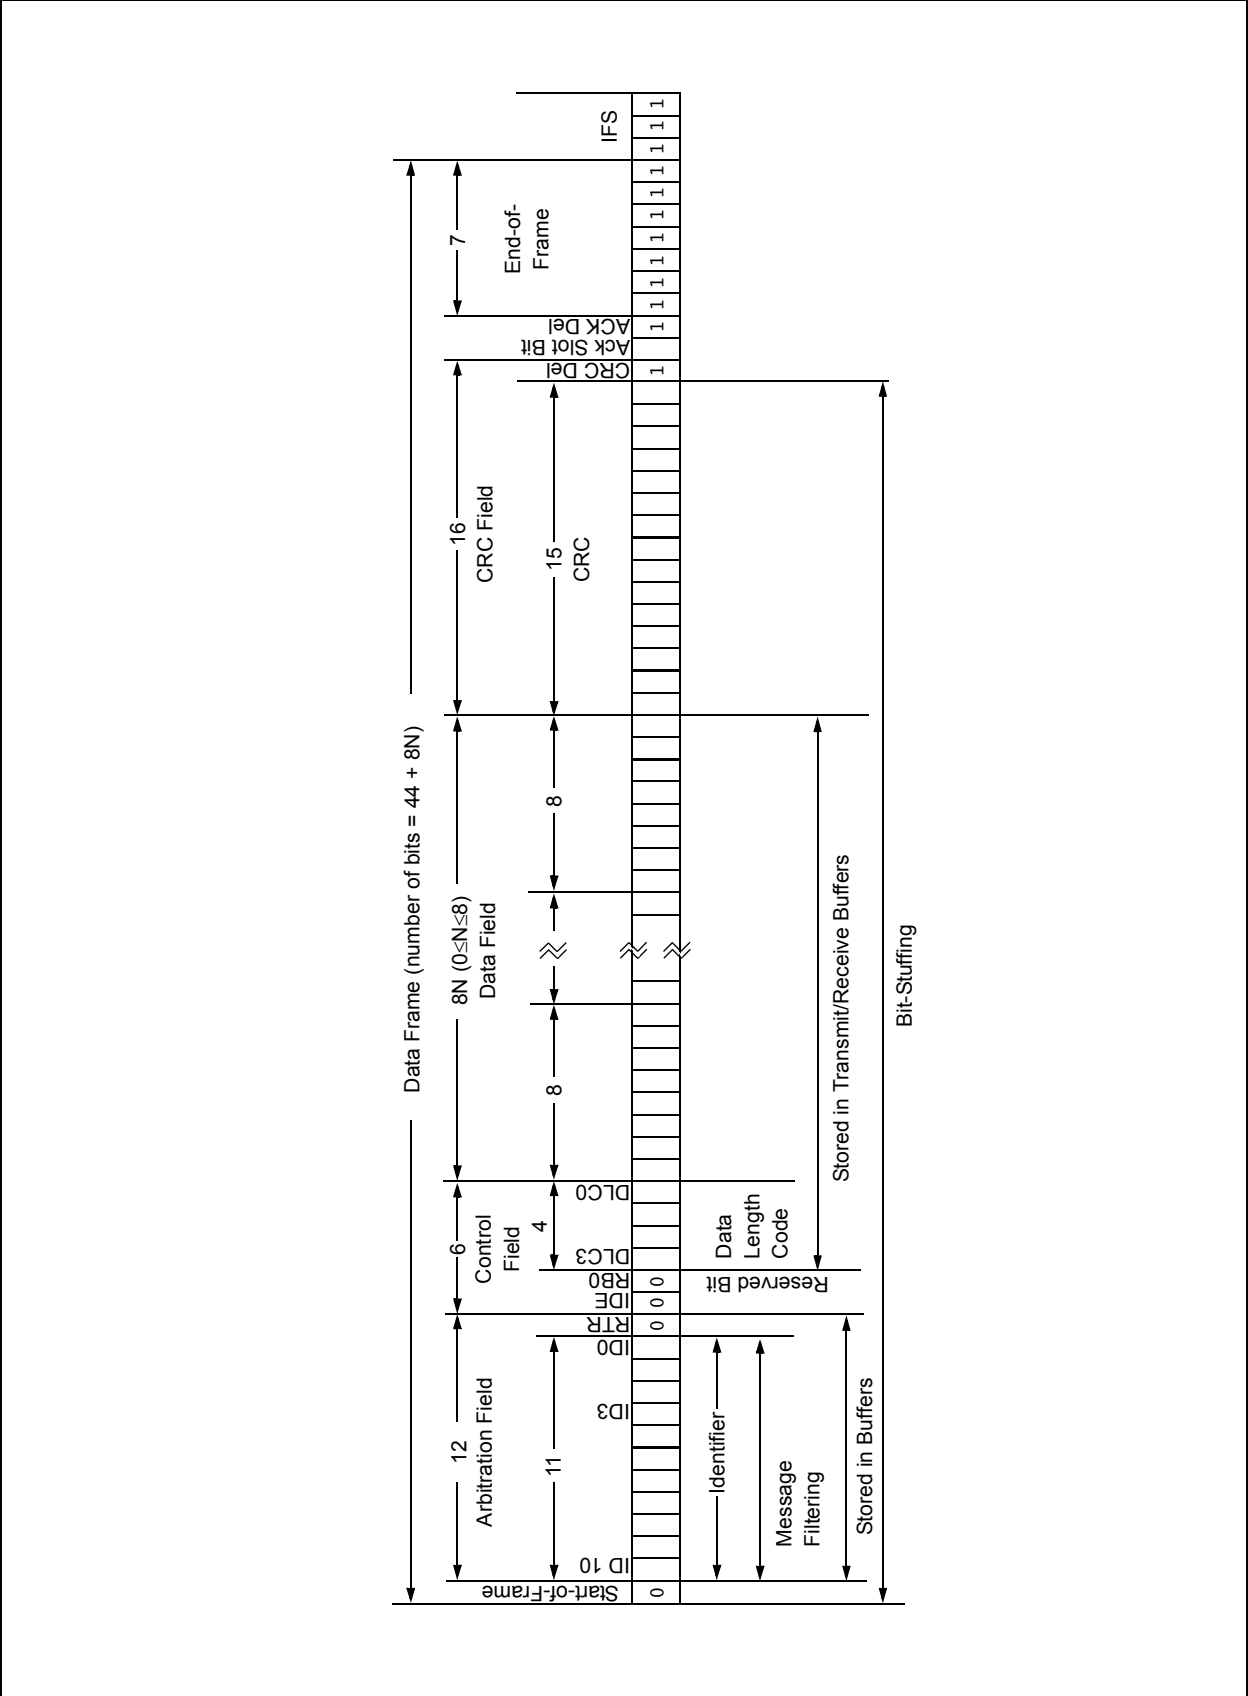 Data Frame (number of bits = 44 + 8N)
12
Arbitration Field
6
Control
Field
8N (0≤N≤8)
Data Field
16
CRC Field
7
End-of-
Frame
IFS
11
4
8
8
15
CRC
Start-of-Frame
ID 10
ID3
ID0
RTR
IDE
RB0
DLC3
DLC0
CRC Del
Ack Slot Bit
ACK Del
0
0
0
0
1
1
1
1
1
1
1
1
1
1
1
1
Identifier
Message
Filtering
Stored in Buffers
Reserved Bit
Data
Length
Code
Stored in Transmit/Receive Buffers
Bit-Stuffing